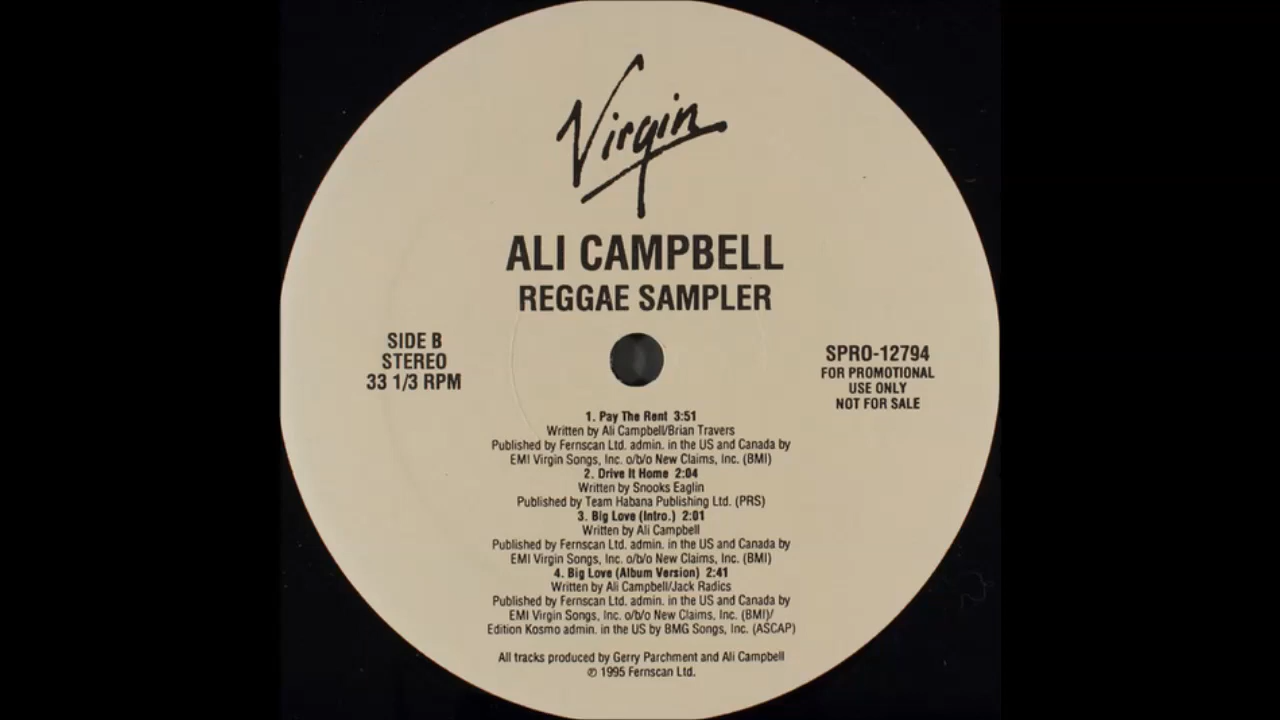 Virgin
ALI CAMPBELL
REGGAE SAMPLER
SIDE B
STEREO
33 1/3 RPM
SPRO-12794
FOR PROMOTIONAL
USE ONLY
NOT FOR SALE
1. Pay The Rent 3:51
Written by Ali Campbell/Brian Travers
Published by Fernscan Ltd. admin. in the US and Canada by
EMI Virgin Songs, Inc. o/b/o New Claims, Inc. (BMI)
2. Drive It Home 2:04
Written by Snooks Eaglin
Published by Team Habana Publishing Ltd. (PRS)
3. Big Love (Intro.) 2:01
Written by Ali Campbell
Published by Fernscan Ltd. admin. in the US and Canada by
EMI Virgin Songs, Inc. o/b/o New Claims, Inc. (BMI)
4. Big Love (Album Version) 2:41
Written by Ali Campbell/Jack Radics
Published by Fernscan Ltd. admin. in the US and Canada by
EMI Virgin Songs, Inc. o/b/o New Claims, Inc. (BMI)/
Edition Kosmo admin. in the US by BMG Songs, Inc. (ASCAP)
All tracks produced by Gerry Parchment and Ali Campbell
℗ 1995 Fernscan Ltd.